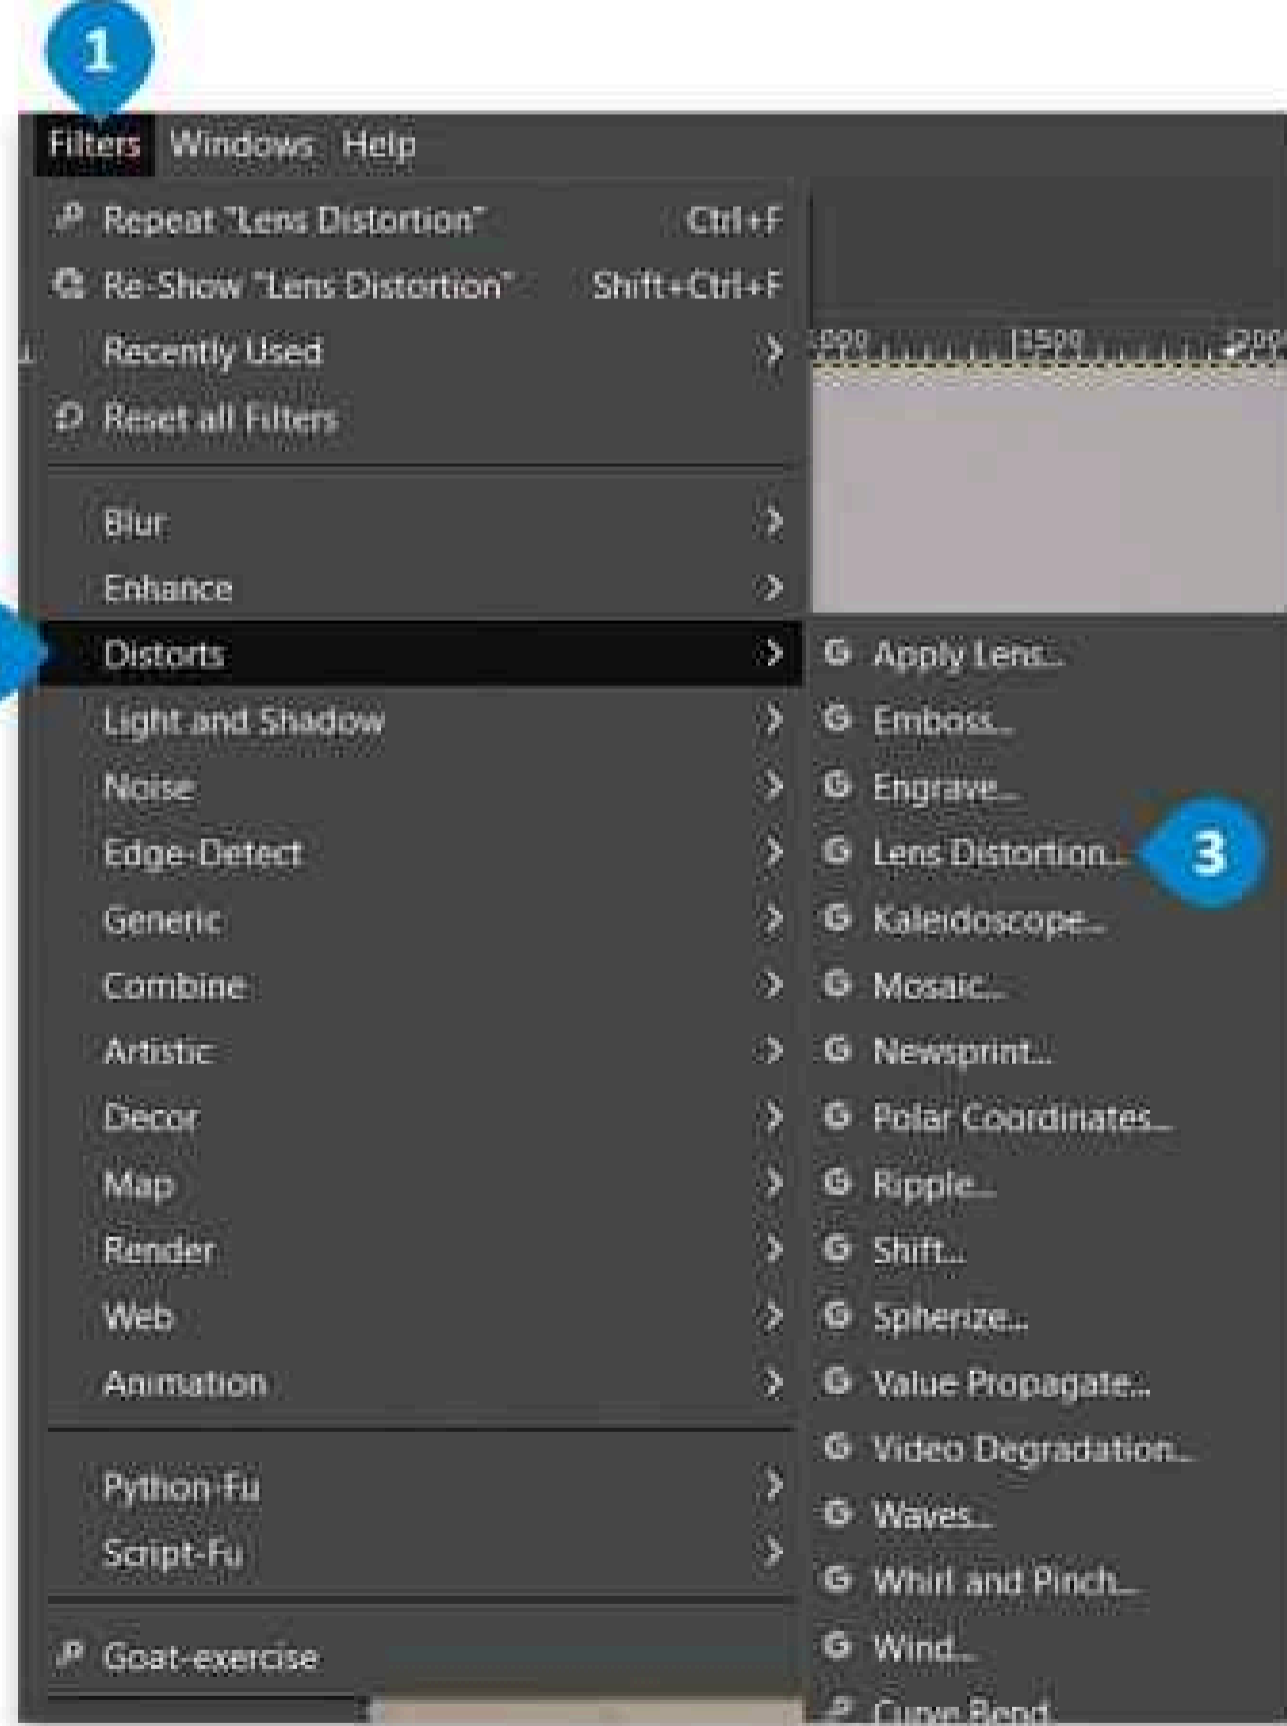 1
Filters Windows Help
Repeat "Lens Distortion" Ctrl+F
Re-Show "Lens Distortion" Shift+Ctrl+F
Recently Used
Reset all Filters
1500
Blur
Enhance
Distorts
Light and Shadow
Noise
Edge-Detect
Generic
Combine
Artistic
Decor
Map
Render
Web
Animation
Python-Fu
Script-Fu
Goat-exercise
Apply Lens...
Emboss...
Engrave...
Lens Distortion...
3
Kaleidoscope...
Mosaic...
Newsprint...
Polar Coordinates...
Ripple...
Shift...
Spherize...
Value Propagate...
Video Degradation...
Waves...
Whirl and Pinch...
Wind...
Curve Bend